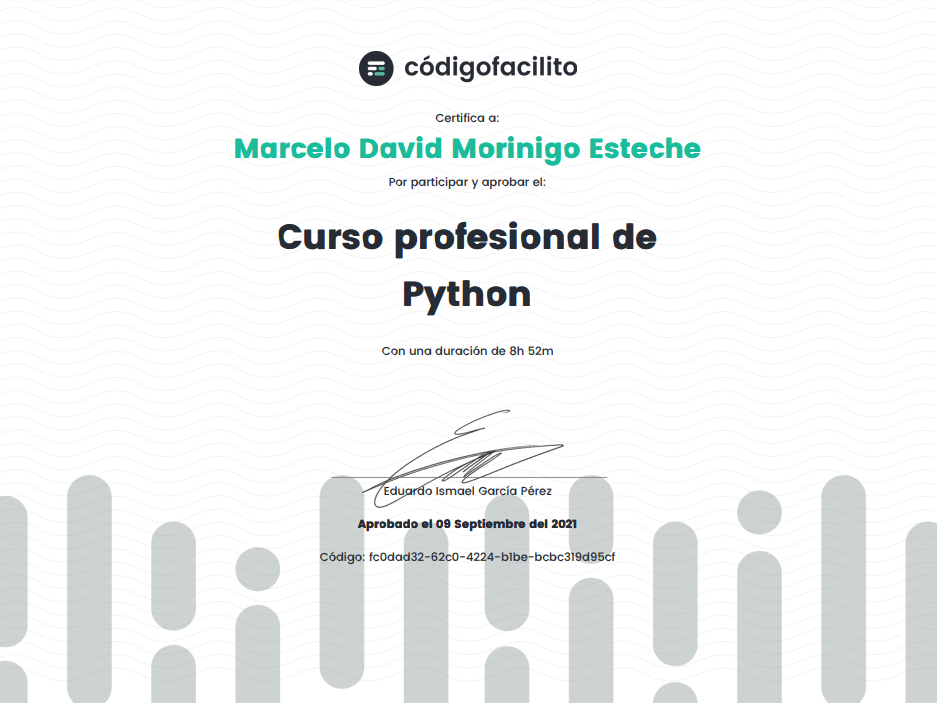 códigofacilito
Certifica a:
Marcelo David Morinigo Esteche
Por participar y aprobar el:
Curso profesional de
Python
Con una duración de 8h 52m
Eduardo Ismael García Pérez
Aprobado el 09 Septiembre del 2021
Código: fc0dad32-62c0-4224-b1be-bcbc319d95cf